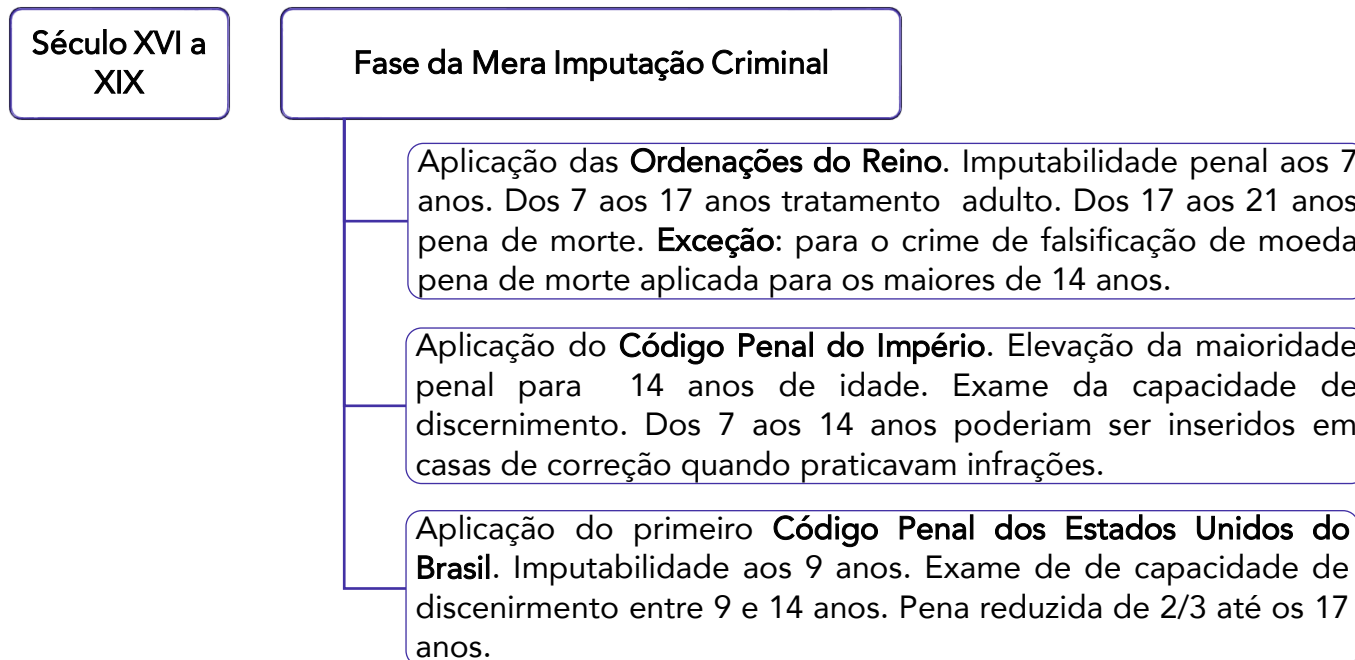 Século XVI a
XIX
Fase da Mera Imputação Criminal
Aplicação das Ordenações do Reino. Imputabilidade penal aos 7
anos. Dos 7 aos 17 anos tratamento adulto. Dos 17 aos 21 anos
pena de morte. Exceção: para o crime de falsificação de moeda
pena de morte aplicada para os maiores de 14 anos.
Aplicação do Código Penal do Império. Elevação da maioridade
penal para 14 anos de idade. Exame da capacidade de
discernimento. Dos 7 aos 14 anos poderiam ser inseridos em
casas de correção quando praticavam infrações.
Aplicação do primeiro Código Penal dos Estados Unidos do
Brasil. Imputabilidade aos 9 anos. Exame de de capacidade de
discenirmento entre 9 e 14 anos. Pena reduzida de 2/3 até os 17
anos.